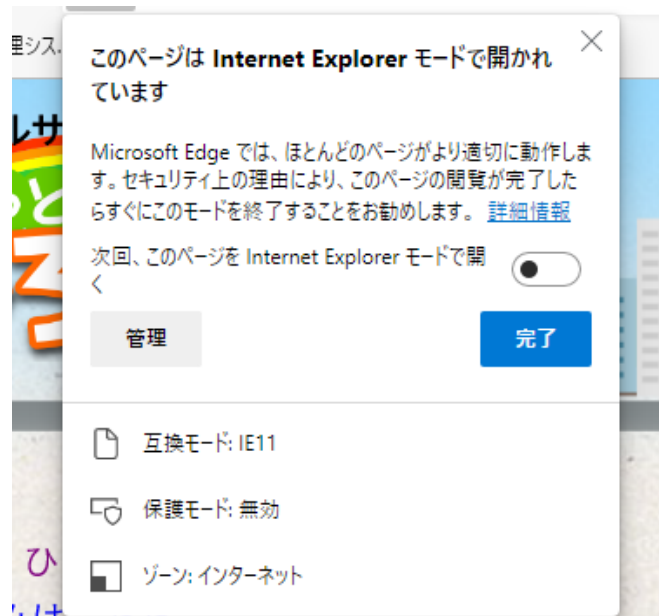 理シス.
このページは Internet Explorer モードで開かれ
ています
ルサ
Microsoft Edge では、ほとんどのページがより適切に動作しま
す。セキュリティ上の理由により、このページの閲覧が完了した
らすぐにこのモードを終了することをお勧めします。 詳細情報
っと
次回、このページを Internet Explorer モードで開
く
管理
完了
互換モード: IE11
保護モード: 無効
ひ
ゾーン: インターネット